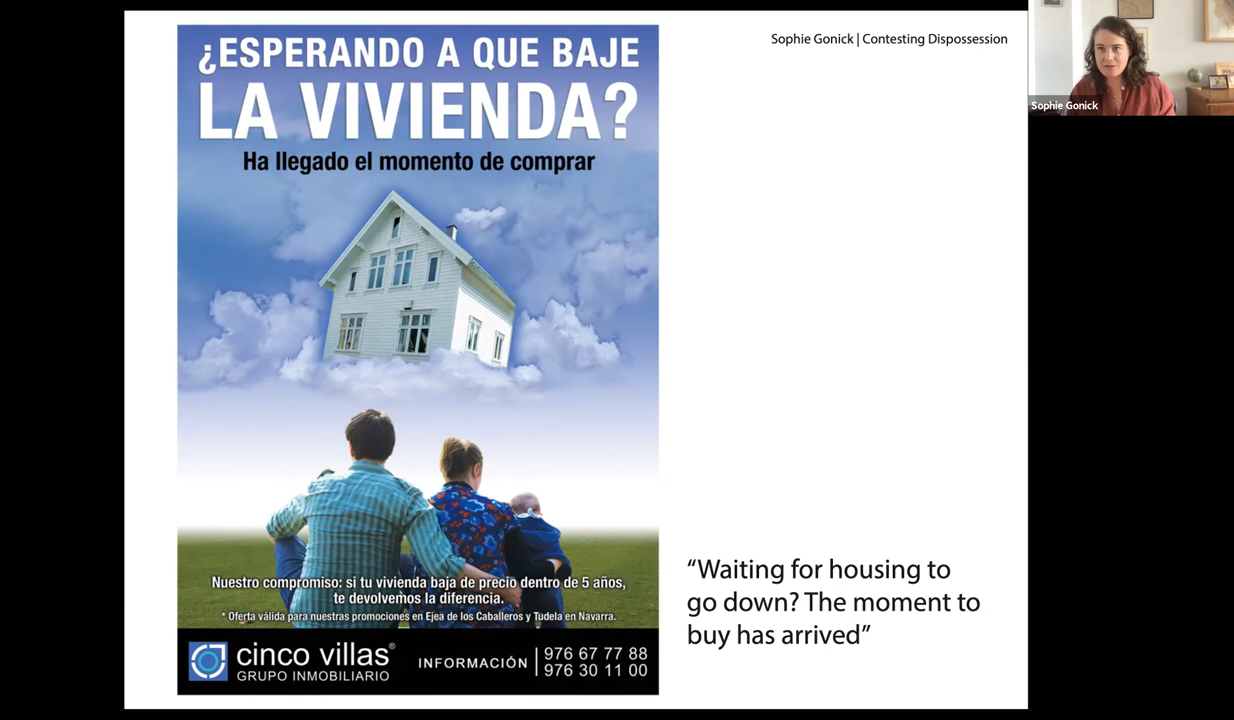 ¿ESPERANDO A QUE BAJE
LA VIVIENDA?
Ha llegado el momento de comprar
Nuestro compromiso: si tu vivienda baja de precio dentro de 5 años,
te devolvemos la diferencia.
* Oferta válida para nuestras promociones en Ejea de los Caballeros y Tudela en Navarra.
cinco villas®
GRUPO INMOBILIARIO
INFORMACIÓN
976 67 77 88
976 30 11 00
Sophie Gonick | Contesting Dispossession
“Waiting for housing to
go down? The moment to
buy has arrived”
Sophie Gonick